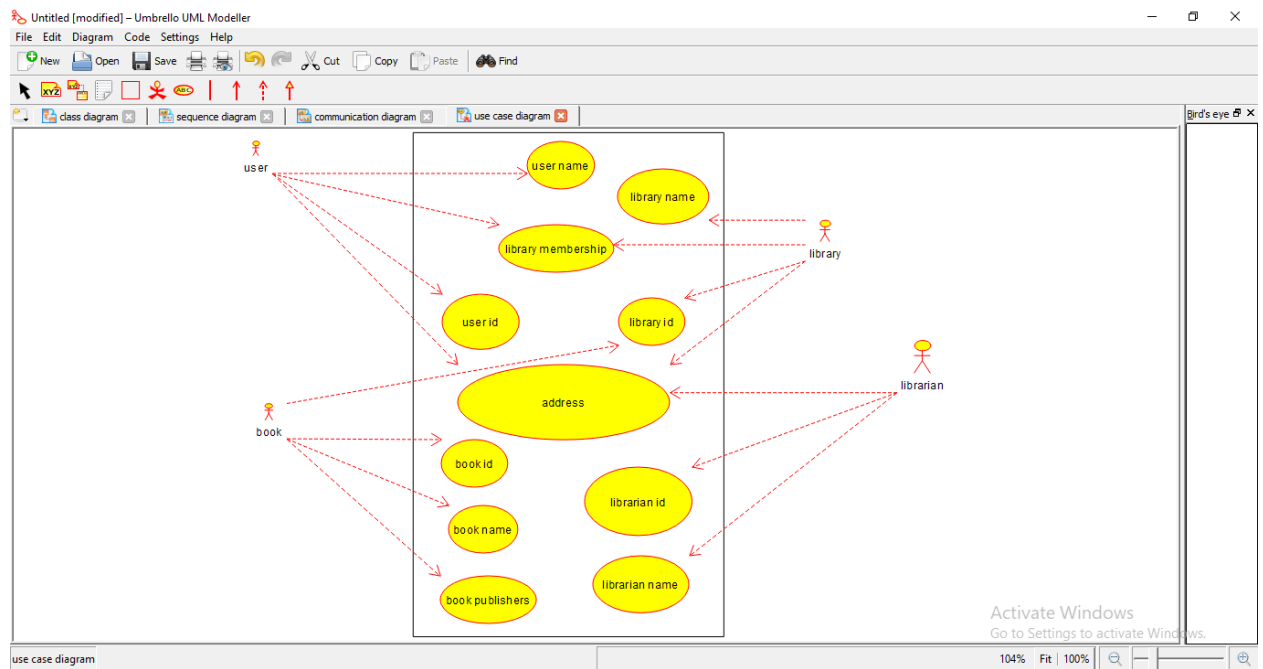 Untitled [modified] – Umbrello UML Modeller
File Edit Diagram Code Settings Help
New Open Save Cut Copy Paste Find
XYZ ABC
class diagram sequence diagram communication diagram use case diagram Bird's eye
user
user name
library name
library membership
library
user id
library id
librarian
address
book
book id
librarian id
book name
librarian name
book publishers
Activate Windows
Go to Settings to activate Windows.
use case diagram 104% Fit 100%